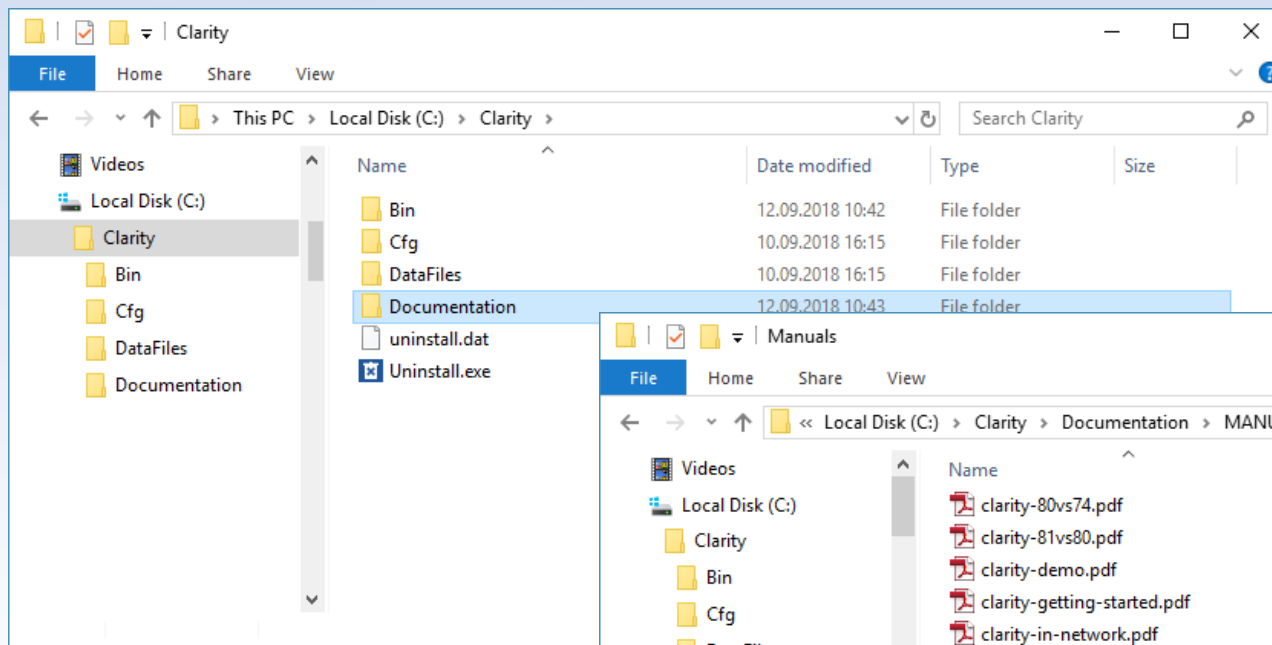 Clarity
File Home Share View
This PC > Local Disk (C:) > Clarity >
Search Clarity
Videos
Local Disk (C:)
Clarity
Bin
Cfg
DataFiles
Documentation
Name Date modified Type Size
Bin 12.09.2018 10:42 File folder
Cfg 10.09.2018 16:15 File folder
DataFiles 10.09.2018 16:15 File folder
Documentation 12.09.2018 10:43 File folder
uninstall.dat
Uninstall.exe
Manuals
File Home Share View
« Local Disk (C:) > Clarity > Documentation > MANU
Videos
Local Disk (C:)
Clarity
Bin
Cfg
Name
clarity-80vs74.pdf
clarity-81vs80.pdf
clarity-demo.pdf
clarity-getting-started.pdf
clarity-in-network.pdf